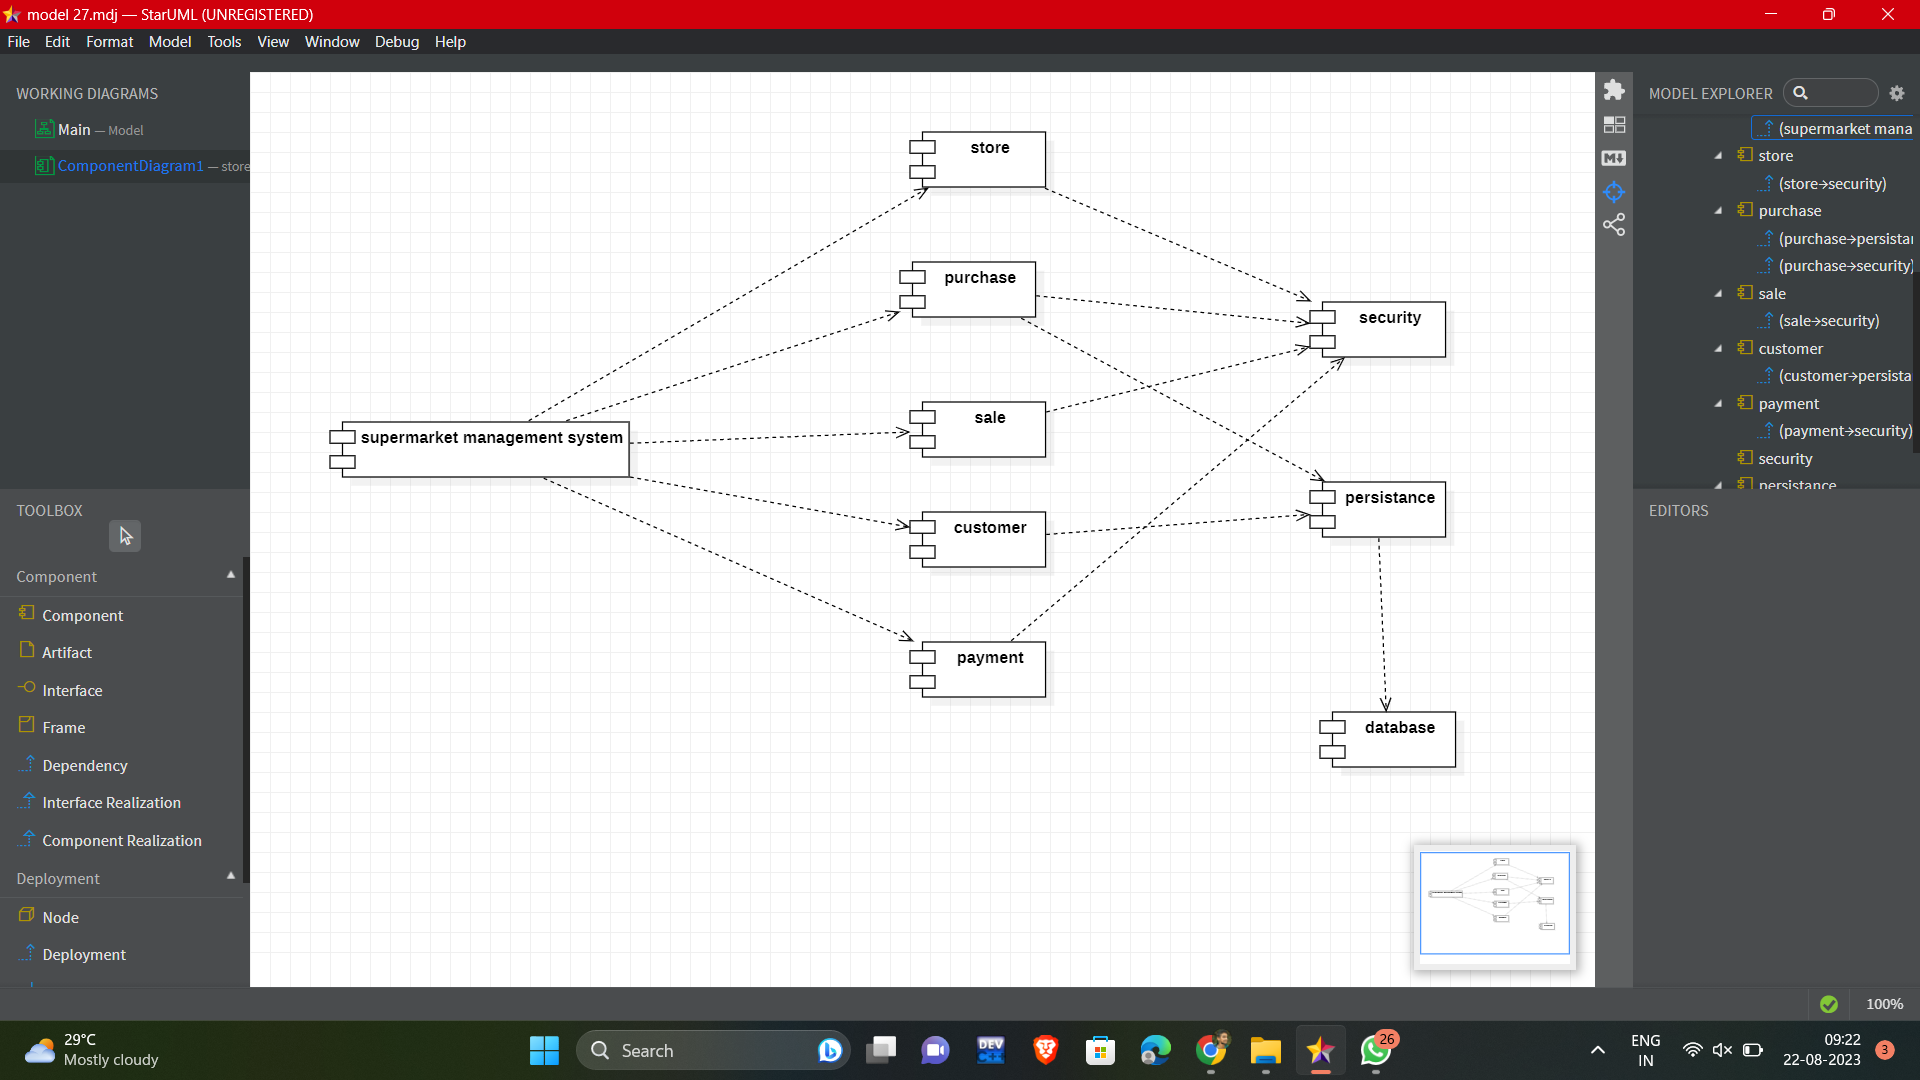 model 27.mdj — StarUML (UNREGISTERED)
File Edit Format Model Tools View Window Debug Help
WORKING DIAGRAMS
Main — Model
ComponentDiagram1 — store
TOOLBOX
Component
Component
Artifact
Interface
Frame
Dependency
Interface Realization
Component Realization
Deployment
Node
Deployment
store
purchase
security
sale
supermarket management system
persistance
customer
payment
database
MODEL EXPLORER
(supermarket mana
store
(store→security)
purchase
(purchase→persistan
(purchase→security)
sale
(sale→security)
customer
(customer→persista
payment
(payment→security)
security
persistance
EDITORS
100%
29°C
Mostly cloudy
Search
DEV
C++
26
ENG
IN
09:22
22-08-2023
3